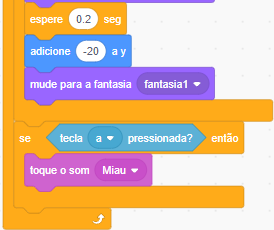 espere 0.2 seg
adicione -20 a y
mude para a fantasia fantasia1
se tecla a pressionada? então
toque o som Miau